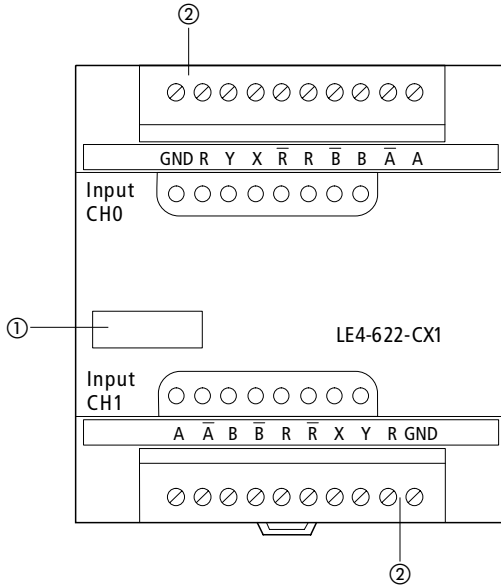 ②
GND R Y X R̅ R B̅ B A̅ A
Input
CH0
①
LE4-622-CX1
Input
CH1
A A̅ B B̅ R R̅ X Y R GND
②